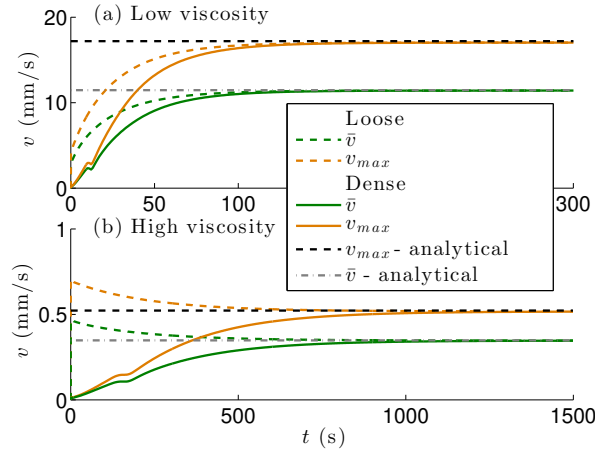 (a) Low viscosity
20
10
0
v (mm/s)
0
50
100
300
Loose
v̄
v_max
Dense
v̄
v_max
v_max - analytical
v̄ - analytical
(b) High viscosity
1
0.5
0
v (mm/s)
0
500
1000
1500
t (s)